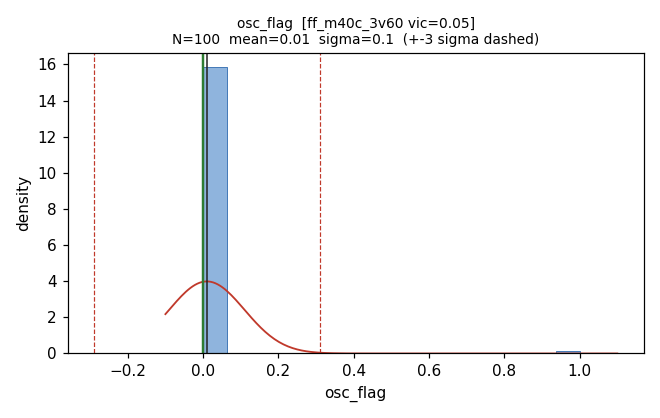 osc_flag  [ff_m40c_3v60 vic=0.05]
N=100  mean=0.01  sigma=0.1  (+-3 sigma dashed)
density
16
14
12
10
8
6
4
2
0
−0.2 0.0 0.2 0.4 0.6 0.8 1.0
osc_flag